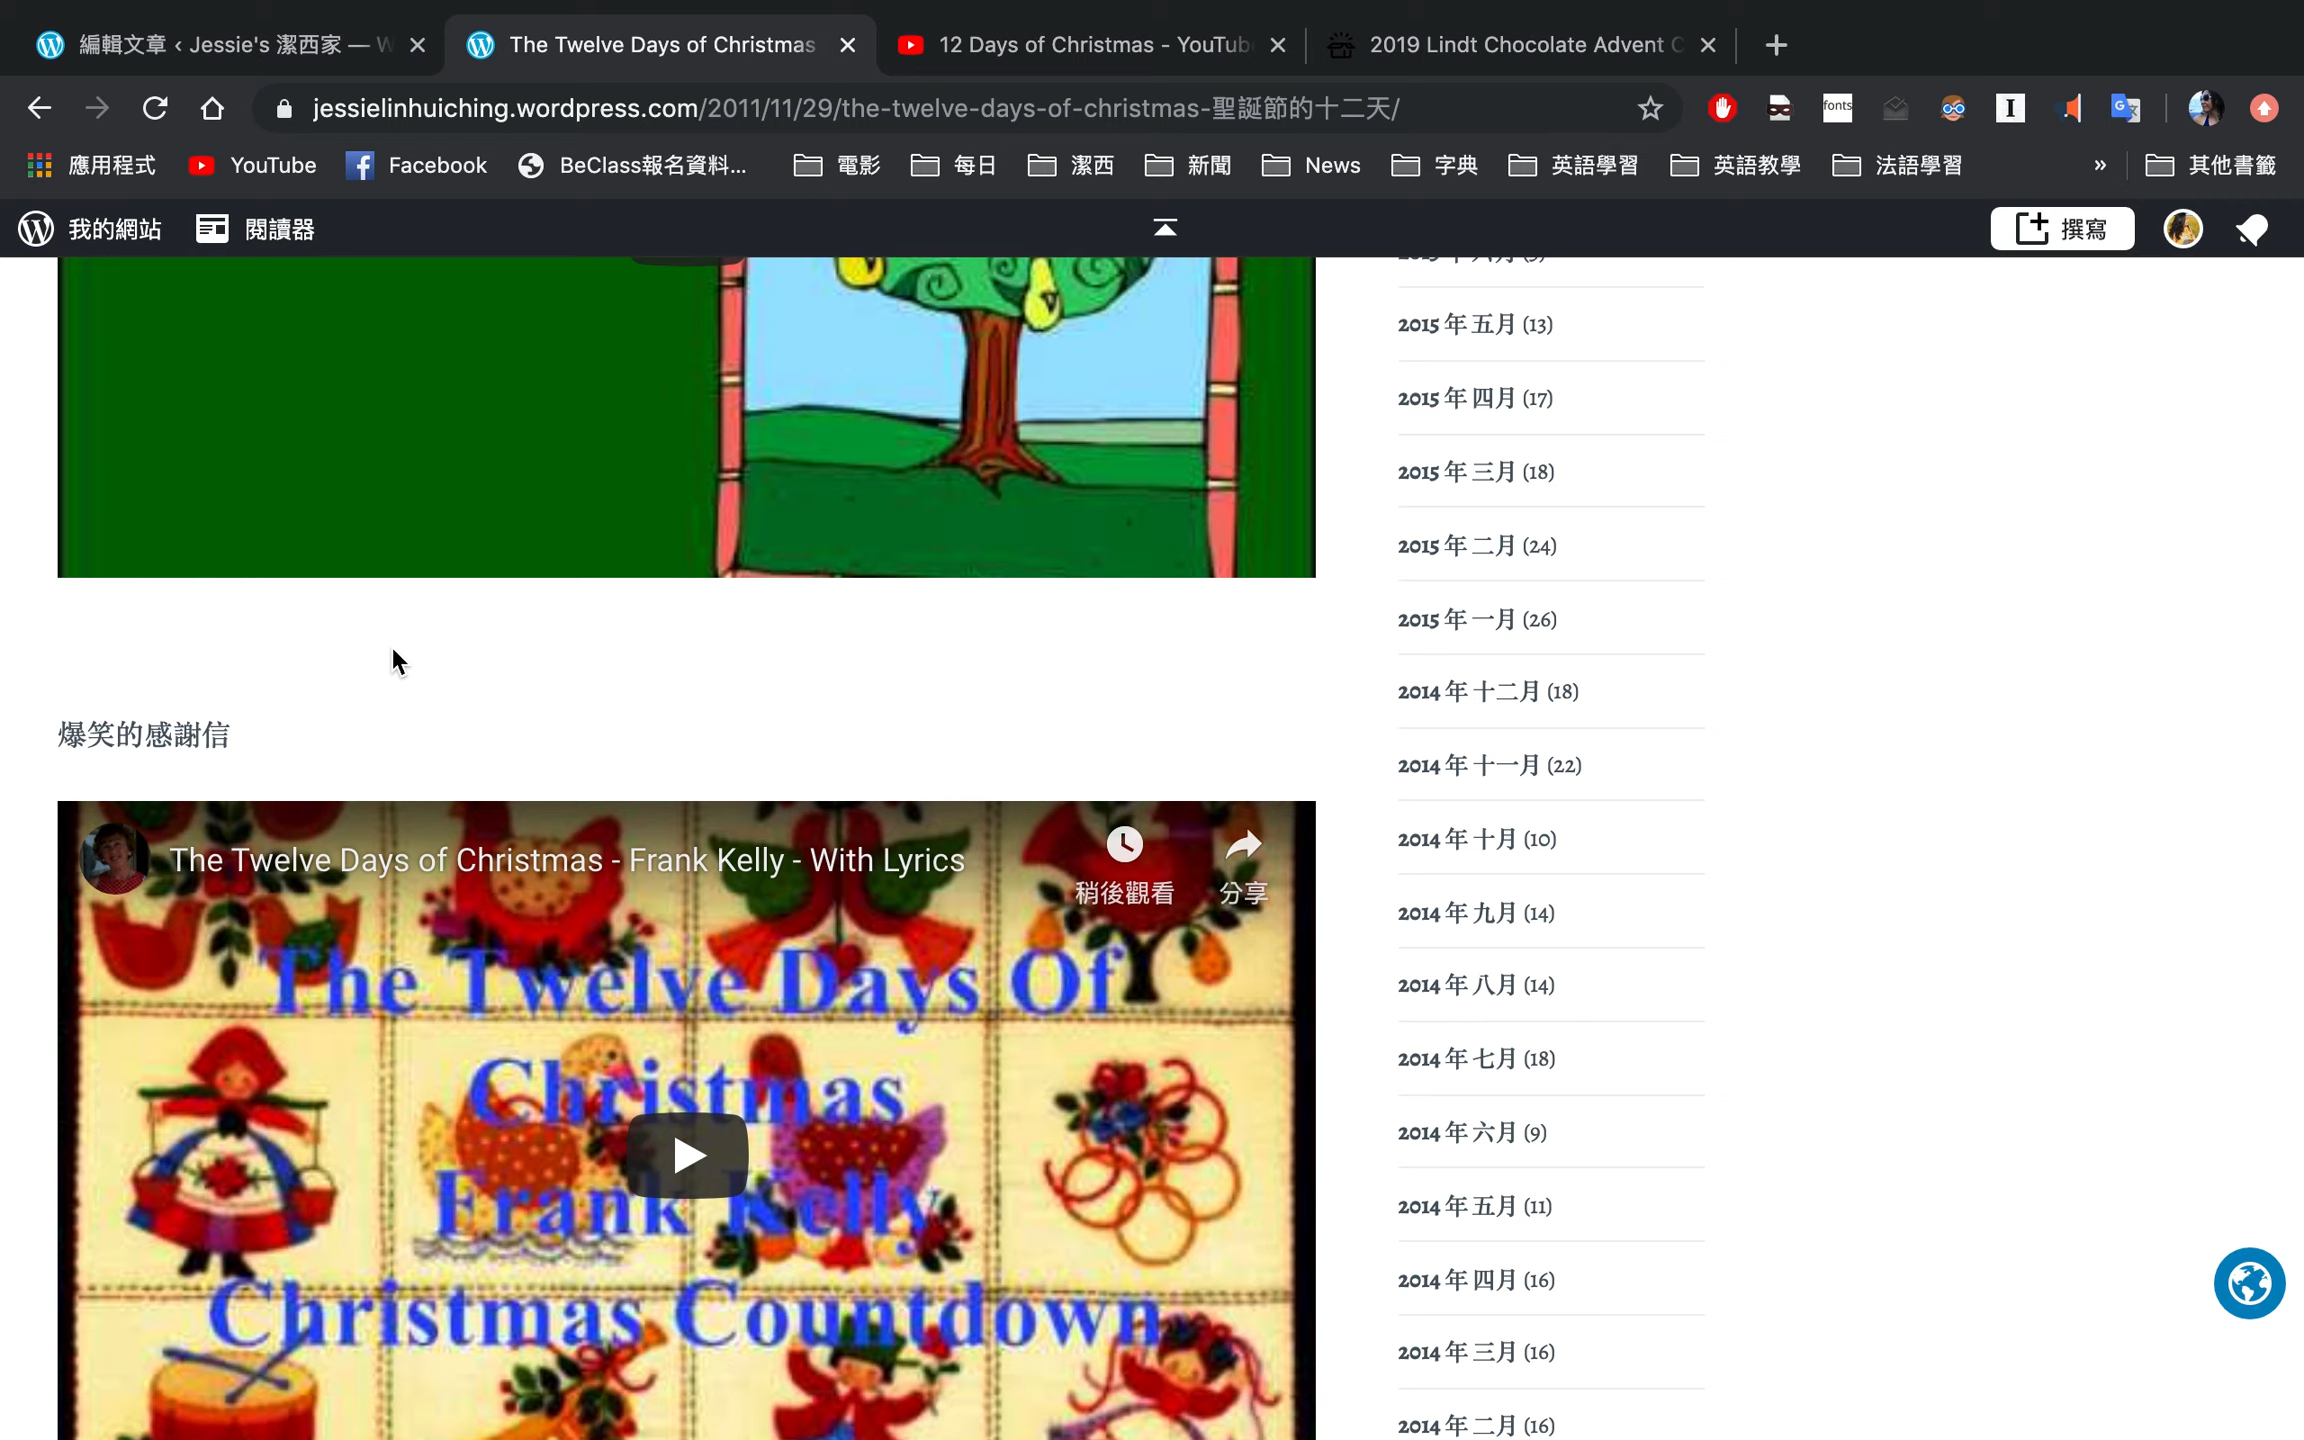 編輯文章 ‹ Jessie's 潔西家 — W
The Twelve Days of Christmas
12 Days of Christmas - YouTub
2019 Lindt Chocolate Advent C
jessielinhuiching.wordpress.com/2011/11/29/the-twelve-days-of-christmas-聖誕節的十二天/
fonts
應用程式
YouTube
Facebook
BeClass報名資料...
電影
每日
潔西
新聞
News
字典
英語學習
英語教學
法語學習
»
其他書籤
我的網站
閱讀器
撰寫
2015 年 五月 (13)
2015 年 四月 (17)
2015 年 三月 (18)
2015 年 二月 (24)
2015 年 一月 (26)
2014 年 十二月 (18)
2014 年 十一月 (22)
2014 年 十月 (10)
2014 年 九月 (14)
2014 年 八月 (14)
2014 年 七月 (18)
2014 年 六月 (9)
2014 年 五月 (11)
2014 年 四月 (16)
2014 年 三月 (16)
2014 年 二月 (16)
爆笑的感謝信
The Twelve Days of Christmas - Frank Kelly - With Lyrics
稍後觀看
分享
The Twelve Days Of
Christmas
Frank Kelly
Christmas Countdown